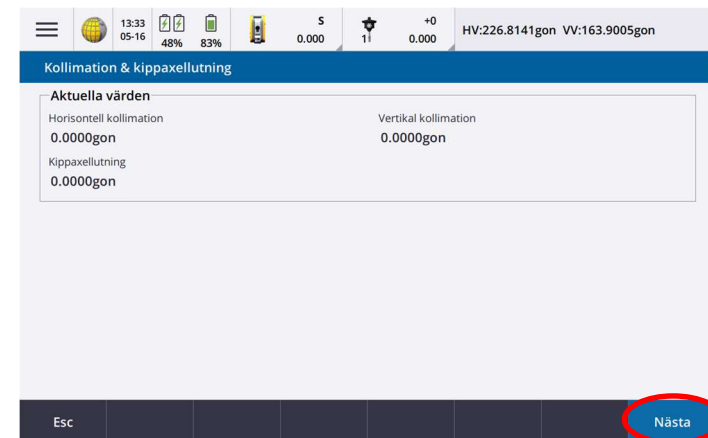 13:33
05-16
48%
83%
S
0.000
1
+0
0.000
HV:226.8141gon VV:163.9005gon
Kollimation & kippaxellutning
Aktuella värden
Horisontell kollimation
0.0000gon
Vertikal kollimation
0.0000gon
Kippaxellutning
0.0000gon
Esc
Nästa